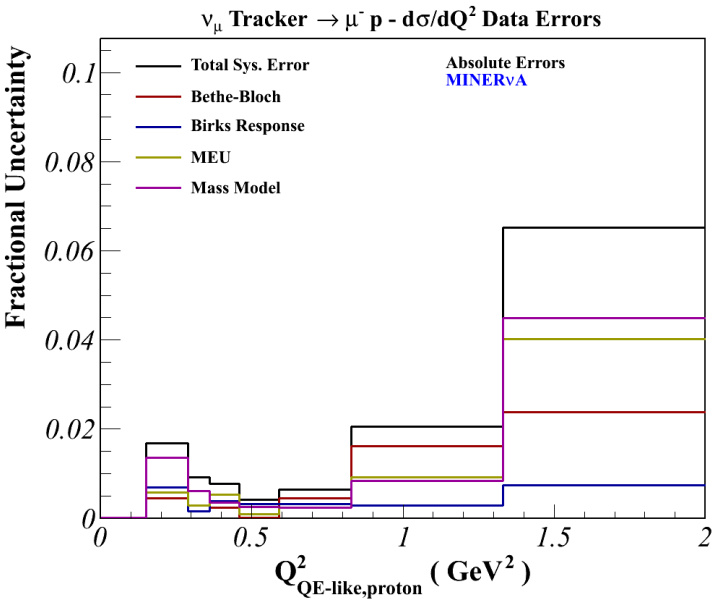 ν_μ Tracker → μ⁻ p - dσ/dQ² Data Errors
Fractional Uncertainty
0.1
0.08
0.06
0.04
0.02
0
Total Sys. Error
Bethe-Bloch
Birks Response
MEU
Mass Model
Absolute Errors
MINERνA
0 0.5 1 1.5 2
Q²_QE-like,proton ( GeV² )